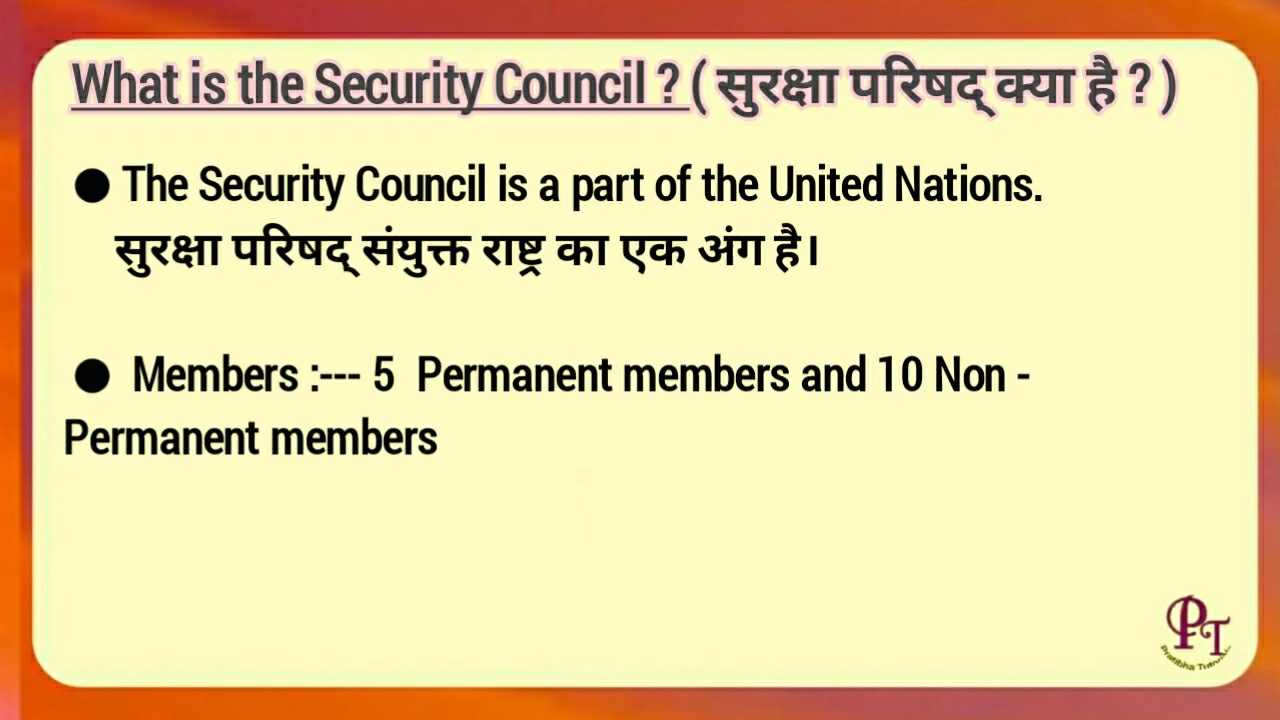 What is the Security Council ? ( सुरक्षा परिषद् क्या है ? )
● The Security Council is a part of the United Nations.
सुरक्षा परिषद् संयुक्त राष्ट्र का एक अंग है।
● Members :--- 5 Permanent members and 10 Non -
Permanent members
PT